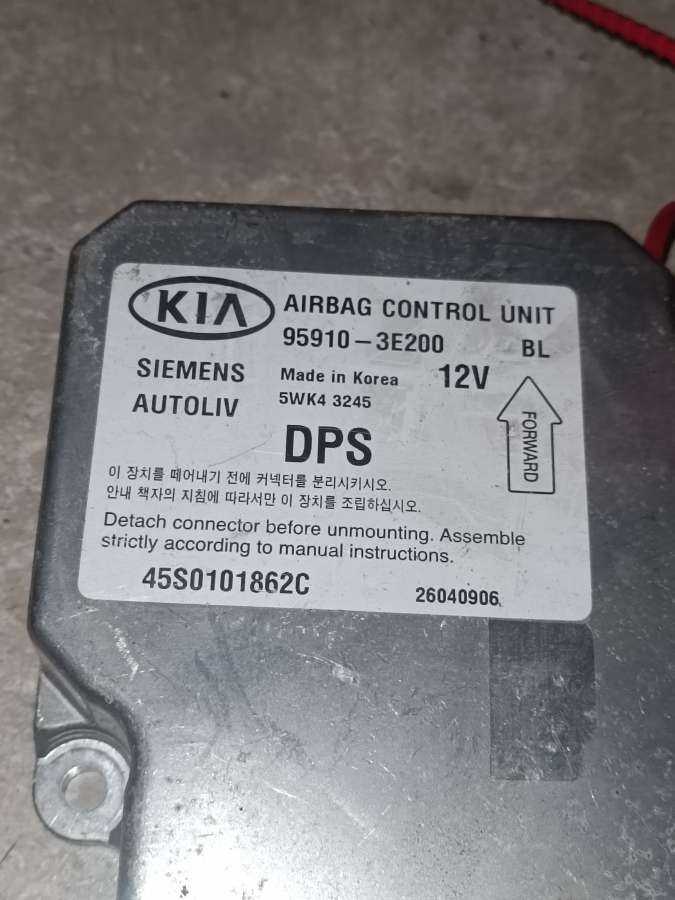 KIA AIRBAG CONTROL UNIT
95910-3E200 BL
SIEMENS Made in Korea 12V
AUTOLIV 5WK4 3245
FORWARD
DPS
이 장치를 떼어내기 전에 커넥터를 분리시키시오.
안내 책자의 지침에 따라서만 이 장치를 조립하십시오.
Detach connector before unmounting. Assemble
strictly according to manual instructions.
45S0101862C 26040906